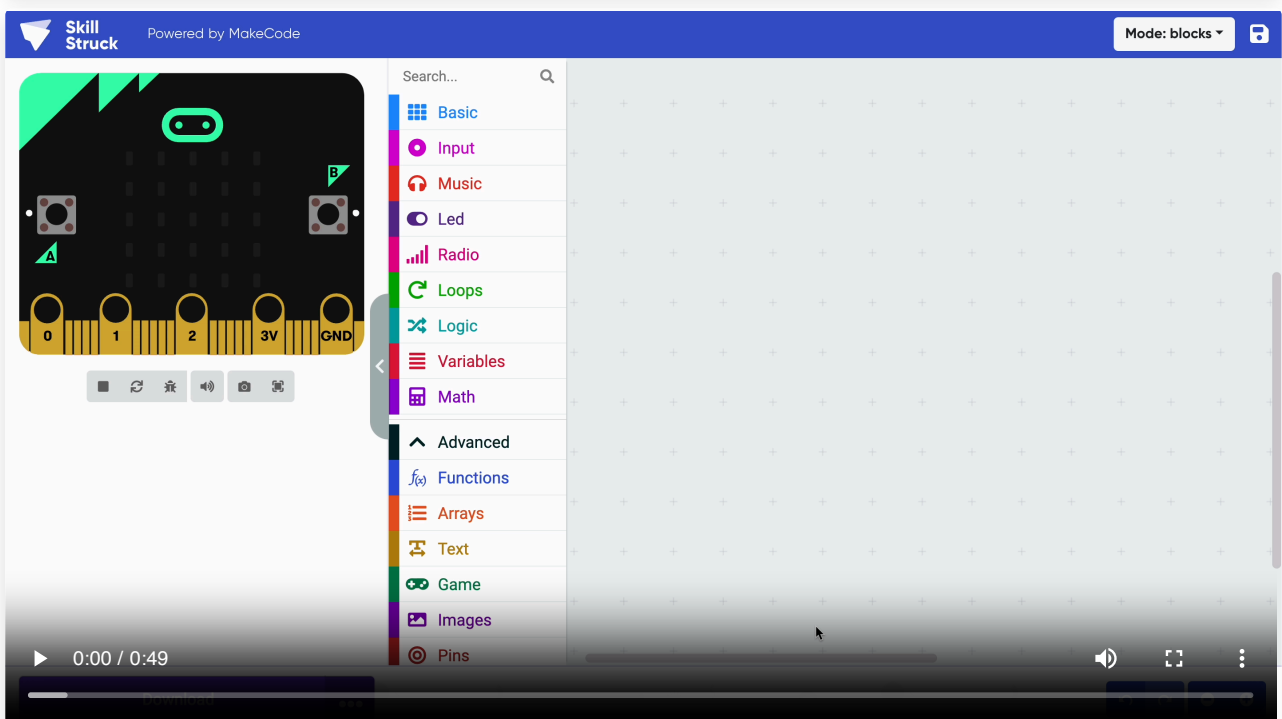 Skill
Struck
Powered by MakeCode
Mode: blocks
Search...
Basic
Input
Music
Led
Radio
Loops
Logic
Variables
Math
Advanced
Functions
Arrays
Text
Game
Images
Pins
B
A
0 1 2 3V GND
0:00 / 0:49
Download